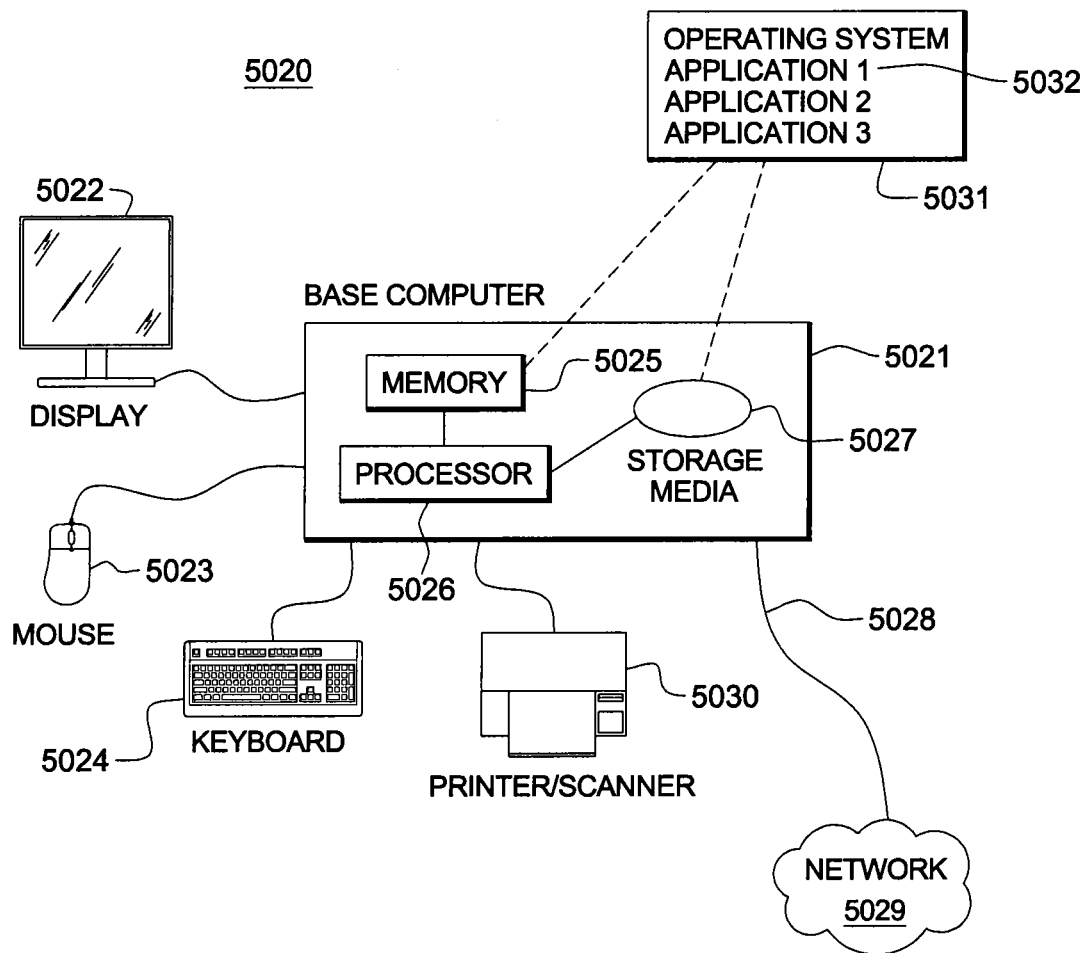 5020
OPERATING SYSTEM
APPLICATION 1
APPLICATION 2
APPLICATION 3
5032
5031
5022
DISPLAY
BASE COMPUTER
MEMORY
5025
5021
PROCESSOR
5026
STORAGE
MEDIA
5027
5023
MOUSE
5024
KEYBOARD
5030
PRINTER/SCANNER
5028
NETWORK
5029